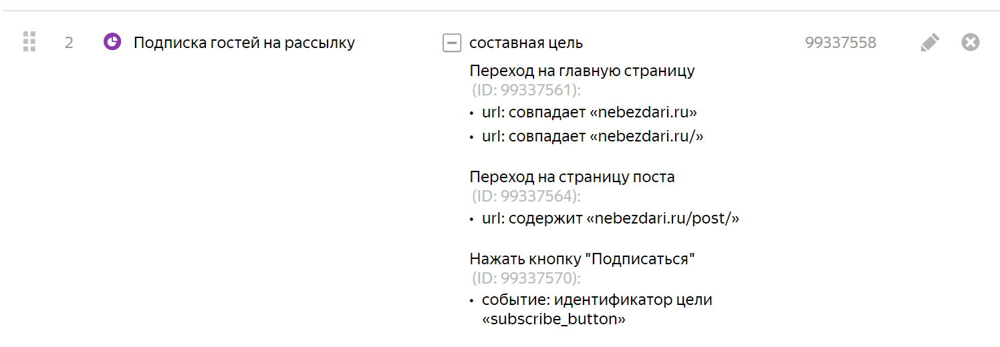 2 Подписка гостей на рассылку составная цель 99337558
Переход на главную страницу
(ID: 99337561):
• url: совпадает «nebezdari.ru»
• url: совпадает «nebezdari.ru/»
Переход на страницу поста
(ID: 99337564):
• url: содержит «nebezdari.ru/post/»
Нажать кнопку "Подписаться"
(ID: 99337570):
• событие: идентификатор цели
«subscribe_button»